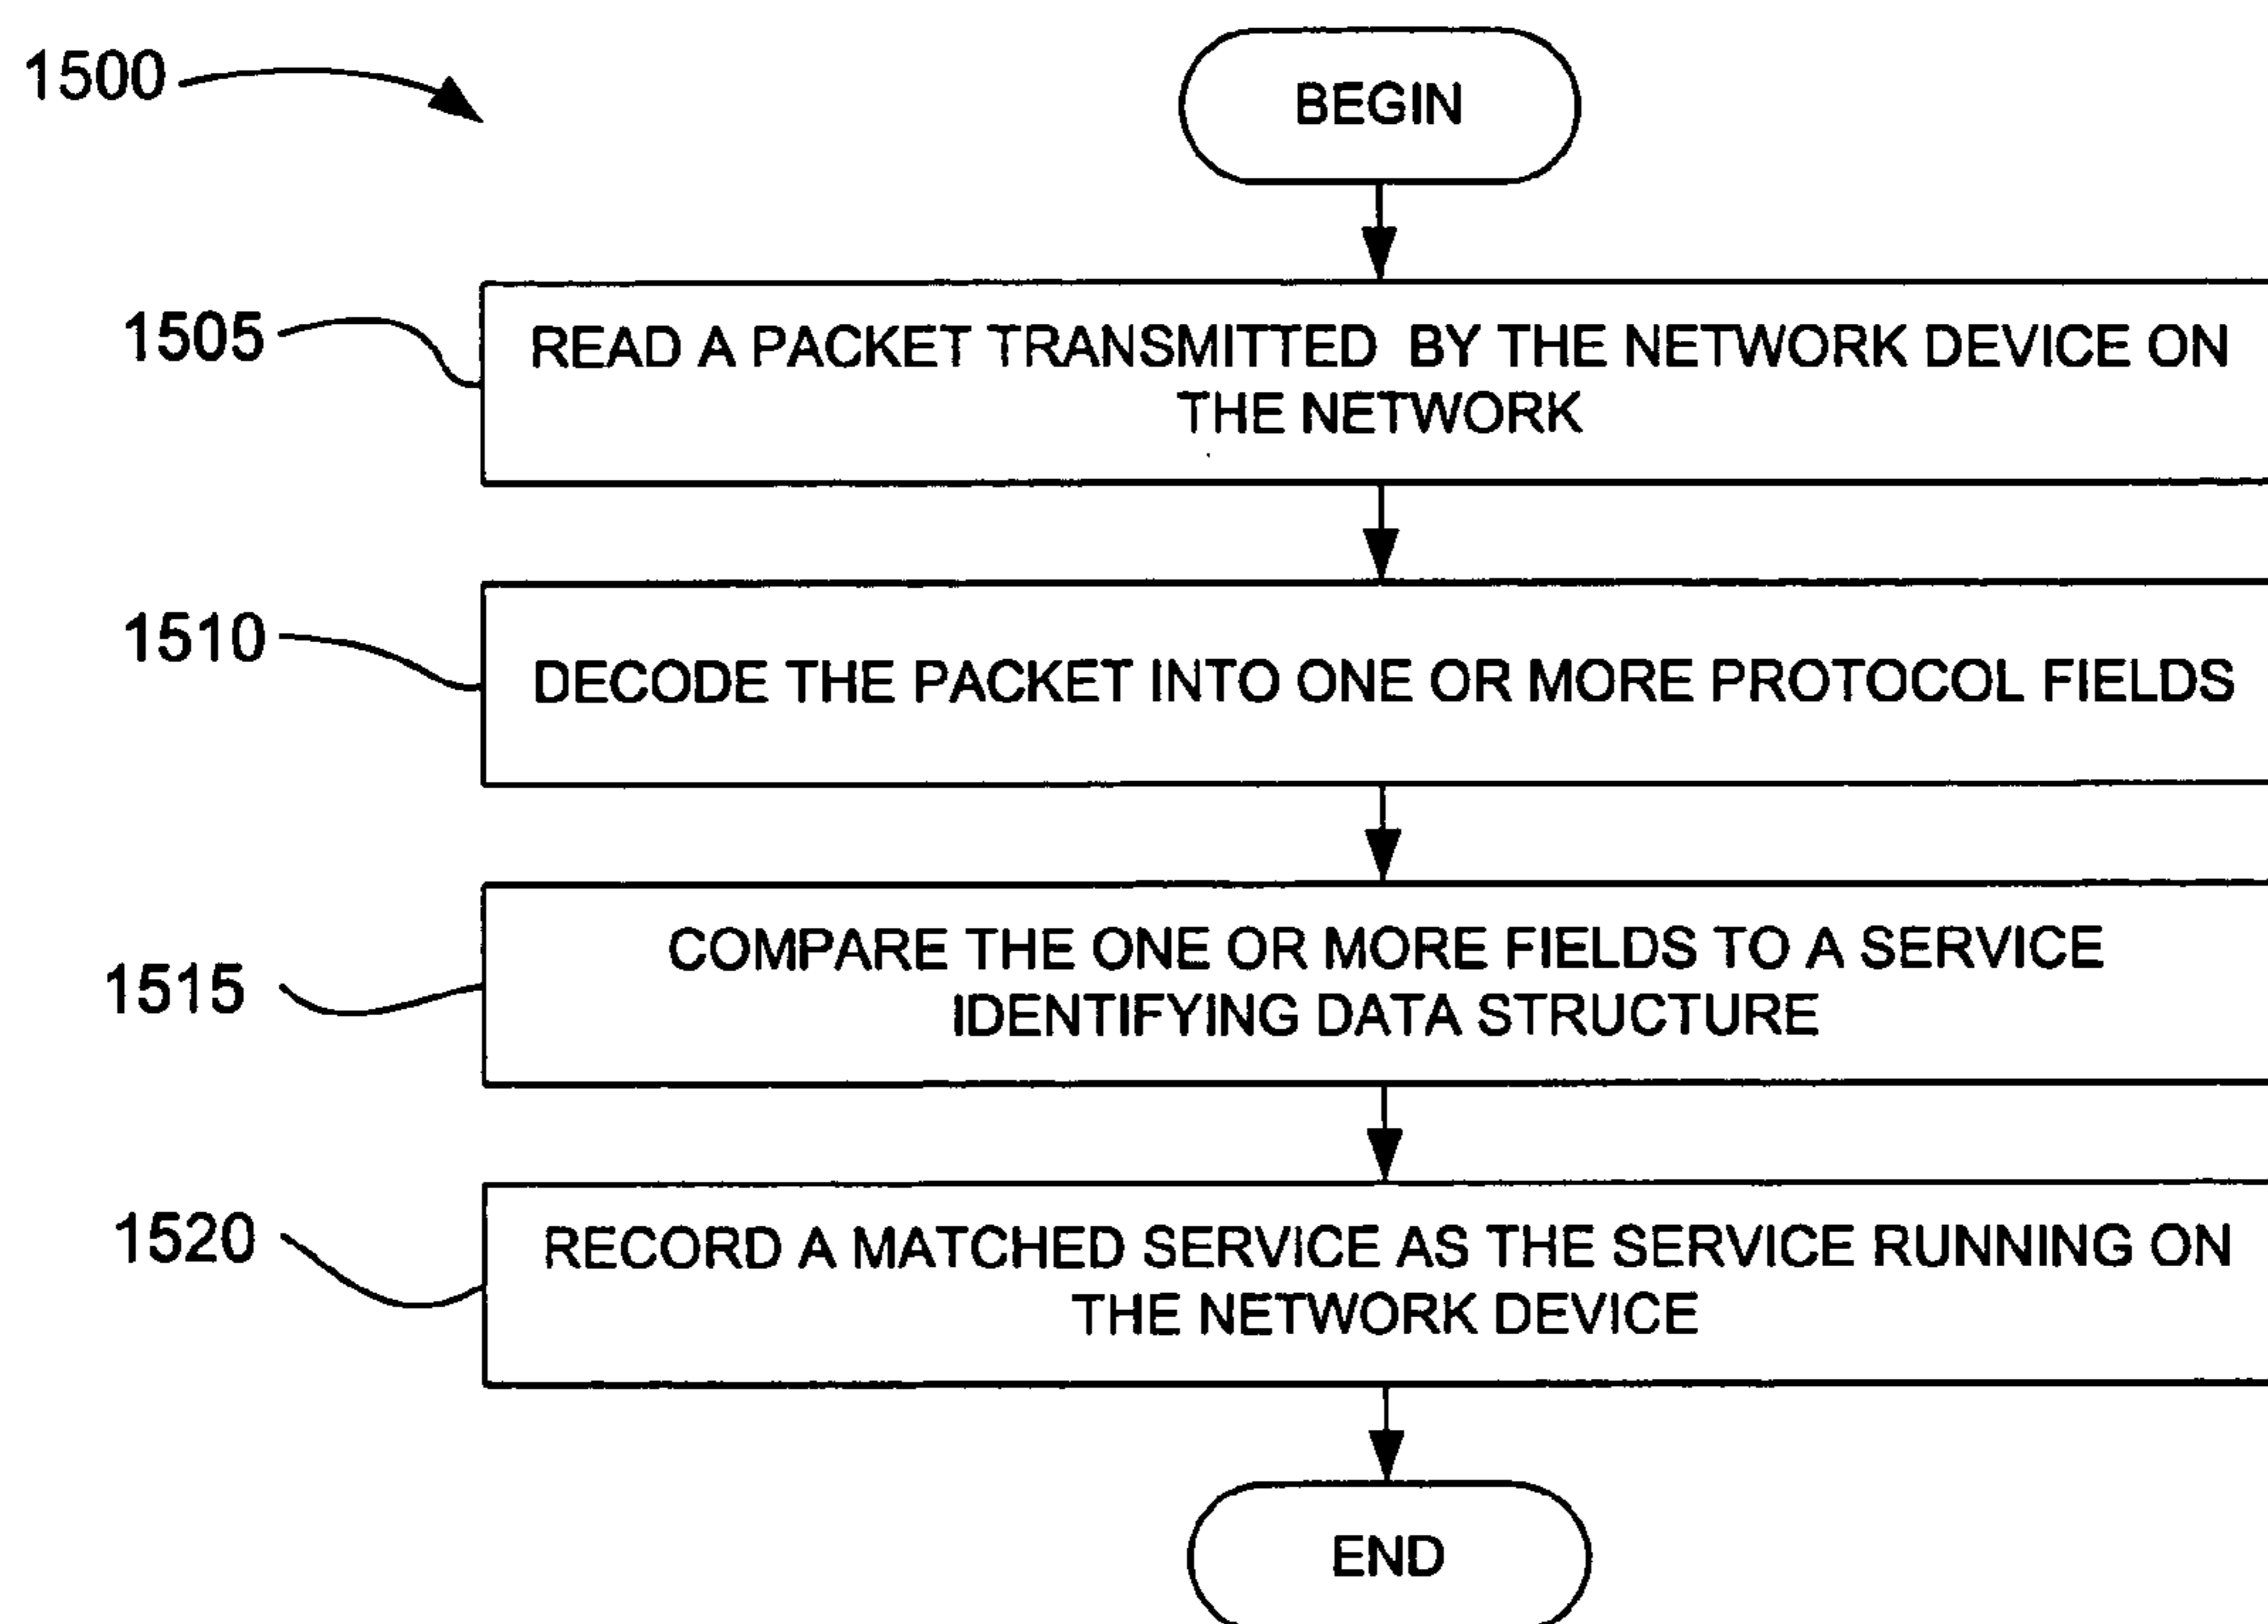 1500
BEGIN
1505
READ A PACKET TRANSMITTED BY THE NETWORK DEVICE ON
THE NETWORK
1510
DECODE THE PACKET INTO ONE OR MORE PROTOCOL FIELDS
1515
COMPARE THE ONE OR MORE FIELDS TO A SERVICE
IDENTIFYING DATA STRUCTURE
1520
RECORD A MATCHED SERVICE AS THE SERVICE RUNNING ON
THE NETWORK DEVICE
END